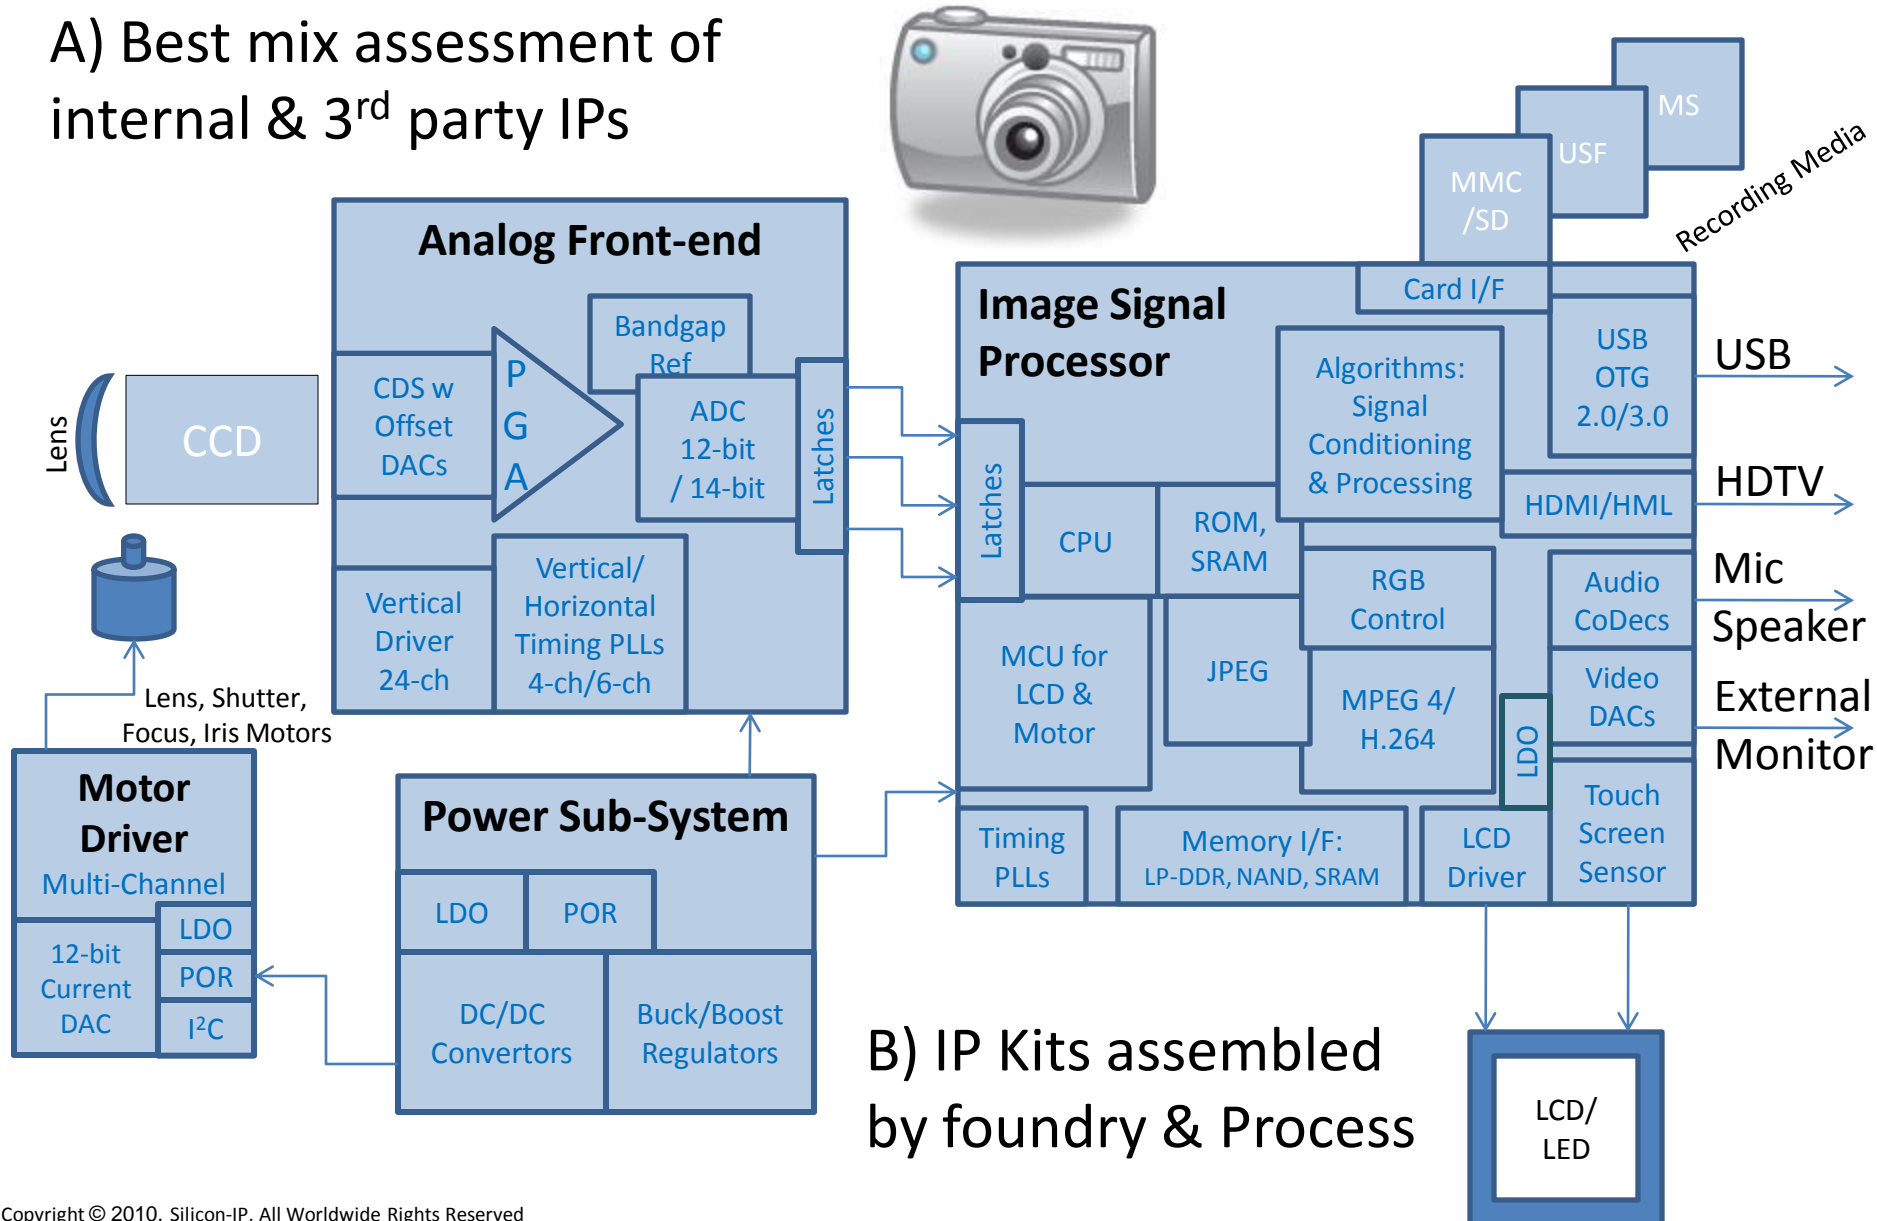 A) Best mix assessment of
internal & 3rd party IPs
MS
USF
MMC
/SD
Recording Media
Analog Front-end
Bandgap
Ref
P
G
A
CDS w
Offset
DACs
ADC
12-bit
/ 14-bit
Latches
Lens
CCD
Vertical
Driver
24-ch
Vertical/
Horizontal
Timing PLLs
4-ch/6-ch
Image Signal
Processor
Card I/F
USB
OTG
2.0/3.0
USB
Algorithms:
Signal
Conditioning
& Processing
HDMI/HML
HDTV
Latches
CPU
ROM,
SRAM
RGB
Control
Audio
CoDecs
Mic
Speaker
MCU for
LCD &
Motor
JPEG
MPEG 4/
H.264
LDO
Video
DACs
External
Monitor
Timing
PLLs
Memory I/F:
LP-DDR, NAND, SRAM
LCD
Driver
Touch
Screen
Sensor
Lens, Shutter,
Focus, Iris Motors
Motor
Driver
Multi-Channel
12-bit
Current
DAC
LDO
POR
I²C
Power Sub-System
LDO
POR
DC/DC
Convertors
Buck/Boost
Regulators
B) IP Kits assembled
by foundry & Process
LCD/
LED
Copyright © 2010. Silicon-IP. All Worldwide Rights Reserved